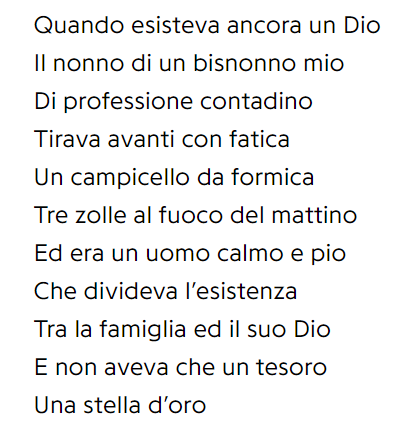 Quando esisteva ancora un Dio
Il nonno di un bisnonno mio
Di professione contadino
Tirava avanti con fatica
Un campicello da formica
Tre zolle al fuoco del mattino
Ed era un uomo calmo e pio
Che divideva l’esistenza
Tra la famiglia ed il suo Dio
E non aveva che un tesoro
Una stella d’oro